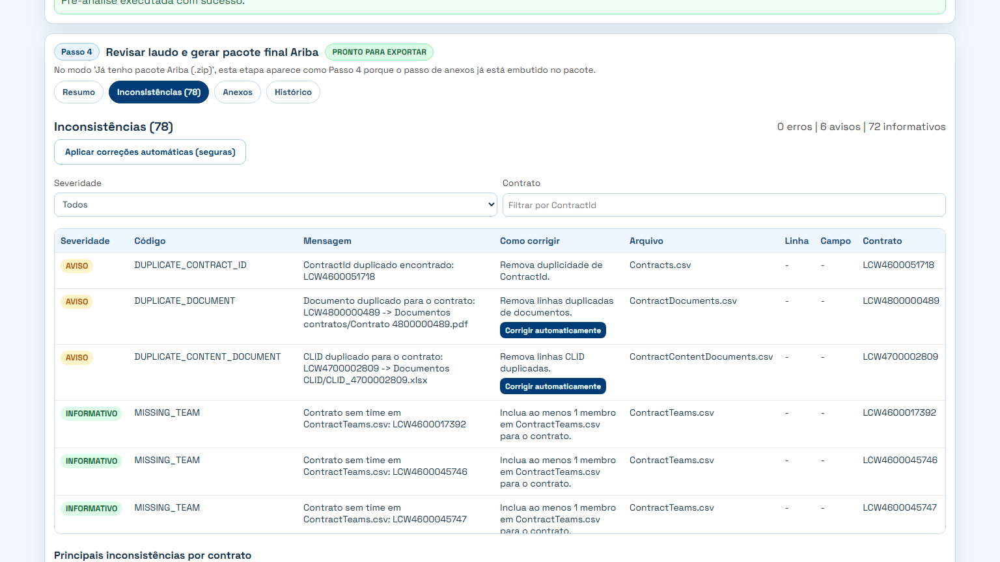 Pré-análise executada com sucesso.
Passo 4 Revisar laudo e gerar pacote final Ariba PRONTO PARA EXPORTAR
No modo 'Já tenho pacote Ariba (.zip)', esta etapa aparece como Passo 4 porque o passo de anexos já está embutido no pacote.
Resumo Inconsistências (78) Anexos Histórico
Inconsistências (78) 0 erros | 6 avisos | 72 informativos
Aplicar correções automáticas (seguras)
Severidade Contrato
Todos Filtrar por ContractId
Severidade Código Mensagem Como corrigir Arquivo Linha Campo Contrato
AVISO DUPLICATE_CONTRACT_ID ContractId duplicado encontrado: Remova duplicidade de Contracts.csv - - LCW4600051718
LCW4600051718 ContractId.
AVISO DUPLICATE_DOCUMENT Documento duplicado para o contrato: Remova linhas duplicadas ContractDocuments.csv - - LCW4800000489
LCW4800000489 -> Documentos de documentos.
contratos/Contrato 4800000489.pdf Corrigir automaticamente
AVISO DUPLICATE_CONTENT_DOCUMENT CLID duplicado para o contrato: Remova linhas CLID ContractContentDocuments.csv - - LCW4700002809
LCW4700002809 -> Documentos duplicadas.
CLID/CLID_4700002809.xlsx Corrigir automaticamente
INFORMATIVO MISSING_TEAM Contrato sem time em Inclua ao menos 1 membro ContractTeams.csv - - LCW4600017392
ContractTeams.csv: LCW4600017392 em ContractTeams.csv
para o contrato.
INFORMATIVO MISSING_TEAM Contrato sem time em Inclua ao menos 1 membro ContractTeams.csv - - LCW4600045746
ContractTeams.csv: LCW4600045746 em ContractTeams.csv
para o contrato.
INFORMATIVO MISSING_TEAM Contrato sem time em Inclua ao menos 1 membro ContractTeams.csv - - LCW4600045747
ContractTeams.csv: LCW4600045747 em ContractTeams.csv
para o contrato.
Principais inconsistências por contrato